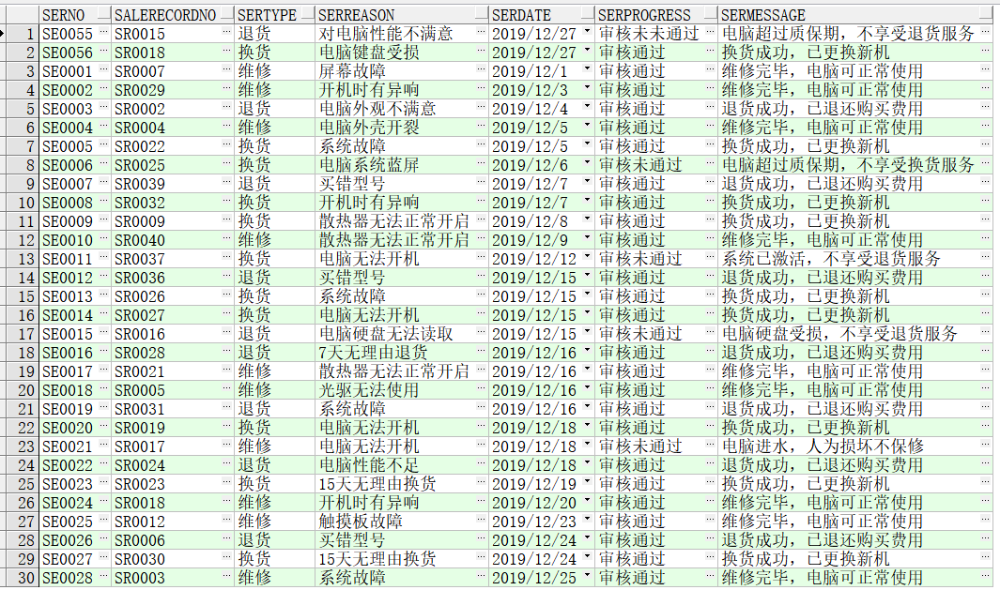 SERNO SALERECORDNO SERTYPE SERREASON SERDATE SERPROGRESS SERMESSAGE
1 SE0055 SR0015 退货 对电脑性能不满意 2019/12/27 审核未未通过 电脑超过质保期，不享受退货服务
2 SE0056 SR0018 换货 电脑键盘受损 2019/12/27 审核通过 换货成功，已更换新机
3 SE0001 SR0007 维修 屏幕故障 2019/12/1 审核通过 维修完毕，电脑可正常使用
4 SE0002 SR0029 维修 开机时有异响 2019/12/3 审核通过 维修完毕，电脑可正常使用
5 SE0003 SR0002 退货 电脑外观不满意 2019/12/4 审核通过 退货成功，已退还购买费用
6 SE0004 SR0004 维修 电脑外壳开裂 2019/12/5 审核通过 维修完毕，电脑可正常使用
7 SE0005 SR0022 换货 系统故障 2019/12/5 审核通过 换货成功，已更换新机
8 SE0006 SR0025 换货 电脑系统蓝屏 2019/12/6 审核未通过 电脑超过质保期，不享受换货服务
9 SE0007 SR0039 退货 买错型号 2019/12/7 审核通过 退货成功，已退还购买费用
10 SE0008 SR0032 换货 开机时有异响 2019/12/7 审核通过 换货成功，已更换新机
11 SE0009 SR0009 换货 散热器无法正常开启 2019/12/8 审核通过 换货成功，已更换新机
12 SE0010 SR0040 维修 散热器无法正常开启 2019/12/9 审核通过 维修完毕，电脑可正常使用
13 SE0011 SR0037 换货 电脑无法开机 2019/12/12 审核未通过 系统已激活，不享受退货服务
14 SE0012 SR0036 退货 买错型号 2019/12/15 审核通过 退货成功，已退还购买费用
15 SE0013 SR0026 换货 系统故障 2019/12/15 审核通过 换货成功，已更换新机
16 SE0014 SR0027 换货 电脑无法开机 2019/12/15 审核通过 换货成功，已更换新机
17 SE0015 SR0016 退货 电脑硬盘无法读取 2019/12/15 审核未通过 电脑硬盘受损，不享受退货服务
18 SE0016 SR0028 退货 7天无理由退货 2019/12/16 审核通过 退货成功，已退还购买费用
19 SE0017 SR0021 维修 散热器无法正常开启 2019/12/16 审核通过 维修完毕，电脑可正常使用
20 SE0018 SR0005 维修 光驱无法使用 2019/12/16 审核通过 维修完毕，电脑可正常使用
21 SE0019 SR0031 退货 系统故障 2019/12/16 审核通过 退货成功，已退还购买费用
22 SE0020 SR0019 换货 电脑无法开机 2019/12/18 审核通过 换货成功，已更换新机
23 SE0021 SR0017 维修 电脑无法开机 2019/12/18 审核未通过 电脑进水，人为损坏不保修
24 SE0022 SR0024 退货 电脑性能不足 2019/12/18 审核通过 退货成功，已退还购买费用
25 SE0023 SR0023 换货 15天无理由换货 2019/12/19 审核通过 换货成功，已更换新机
26 SE0024 SR0018 维修 开机时有异响 2019/12/20 审核通过 维修完毕，电脑可正常使用
27 SE0025 SR0012 维修 触摸板故障 2019/12/23 审核通过 维修完毕，电脑可正常使用
28 SE0026 SR0006 退货 买错型号 2019/12/24 审核通过 退货成功，已退还购买费用
29 SE0027 SR0030 换货 15天无理由换货 2019/12/24 审核通过 换货成功，已更换新机
30 SE0028 SR0003 维修 系统故障 2019/12/25 审核通过 维修完毕，电脑可正常使用